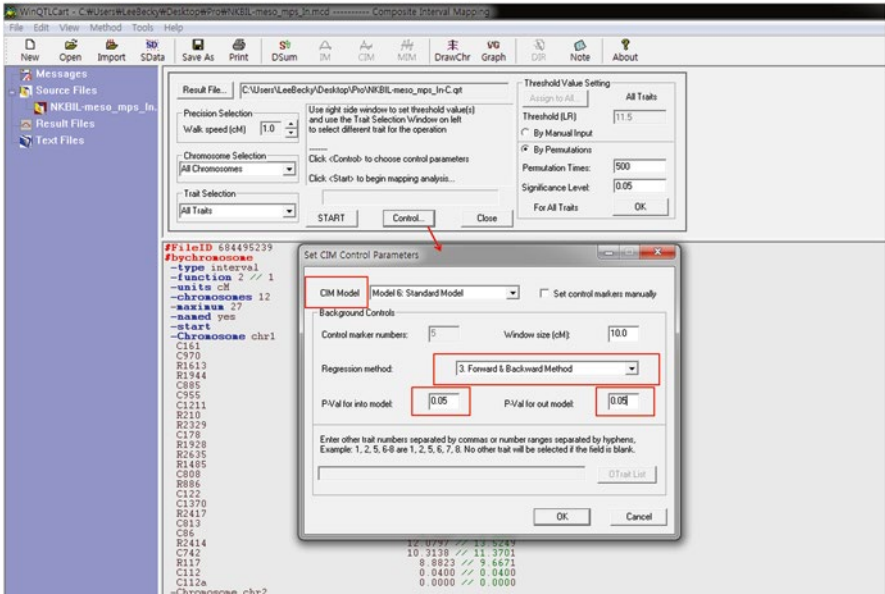 WinQTLCart - C:₩Users₩LeeBecky₩Desktop₩Pro₩NKBIL-meso_mps_In.mcd ---------- Composite Interval Mapping
File Edit View Method Tools Help
New Open Import SData Save As Print DSum IM CIM MIM DrawChr Graph DIR Note About
Messages
Source Files
NKBIL-meso_mps_In.
Result Files
Text Files
Result File... C:\Users\LeeBecky\Desktop\Pro\NKBIL-meso_mps_In-C.qrt
Precision Selection
Walk speed (cM) 1.0
Chromosome Selection
All Chromosomes
Trait Selection
All Traits
Use right side window to set threshold value(s)
and use the Trait Selection Window on left
to select different trait for the operation
------
Click <Control> to choose control parameters
Click <Start> to begin mapping analysis...
START Control... Close
Threshold Value Setting
Assign to All... All Traits
Threshold (LR) 11.5
By Manual Input
By Permutations
Permutation Times: 500
Significance Level: 0.05
For All Traits OK
#FileID 684495239
#bychromosome
-type interval
-function 2 // 1
-units cM
-chromosomes 12
-maximum 27
-named yes
-start
-Chromosome chr1
C161
C970
R1613
R1944
C885
C955
C1211
R210
R2329
C178
R1928
R2635
R1485
C808
R886
C122
C1370
R2417
C813
C86
R2414 12.0797 // 13.5249
C742 10.3138 // 11.3701
R117 8.8823 // 9.6671
C112 0.0400 // 0.0400
C112a 0.0000 // 0.0000
-Chromosome chr2
Set CIM Control Parameters
CIM Model Model 6: Standard Model Set control markers manually
Background Controls
Control marker numbers: 5 Window size (cM): 10.0
Regression method: 3. Forward & Backward Method
P-Val for into model: 0.05 P-Val for out model: 0.05
Enter other trait numbers separated by commas or number ranges separated by hyphens,
Example: 1, 2, 5, 6-8 are 1, 2, 5, 6, 7, 8. No other trait will be selected if the field is blank.
OTrait List
OK Cancel